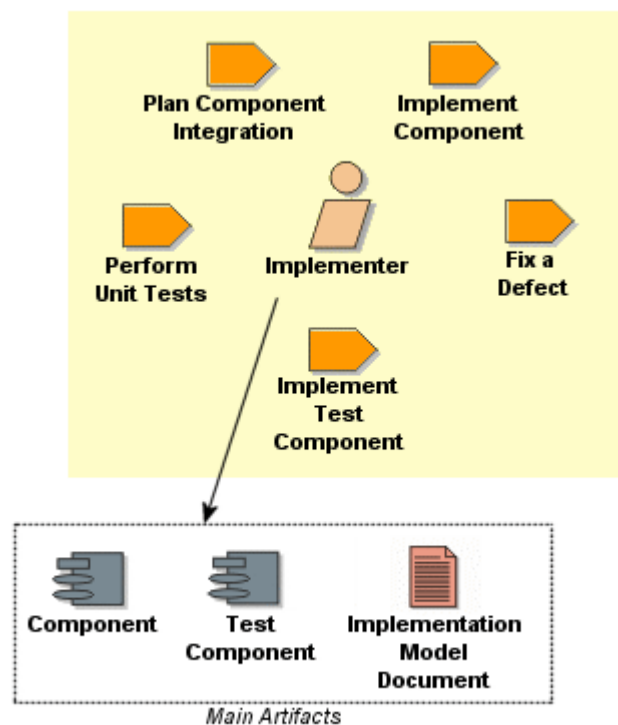 Plan Component
Integration
Implement
Component
Perform
Unit Tests
Implementer
Fix a
Defect
Implement
Test
Component
Component
Test
Component
Implementation
Model
Document
Main Artifacts